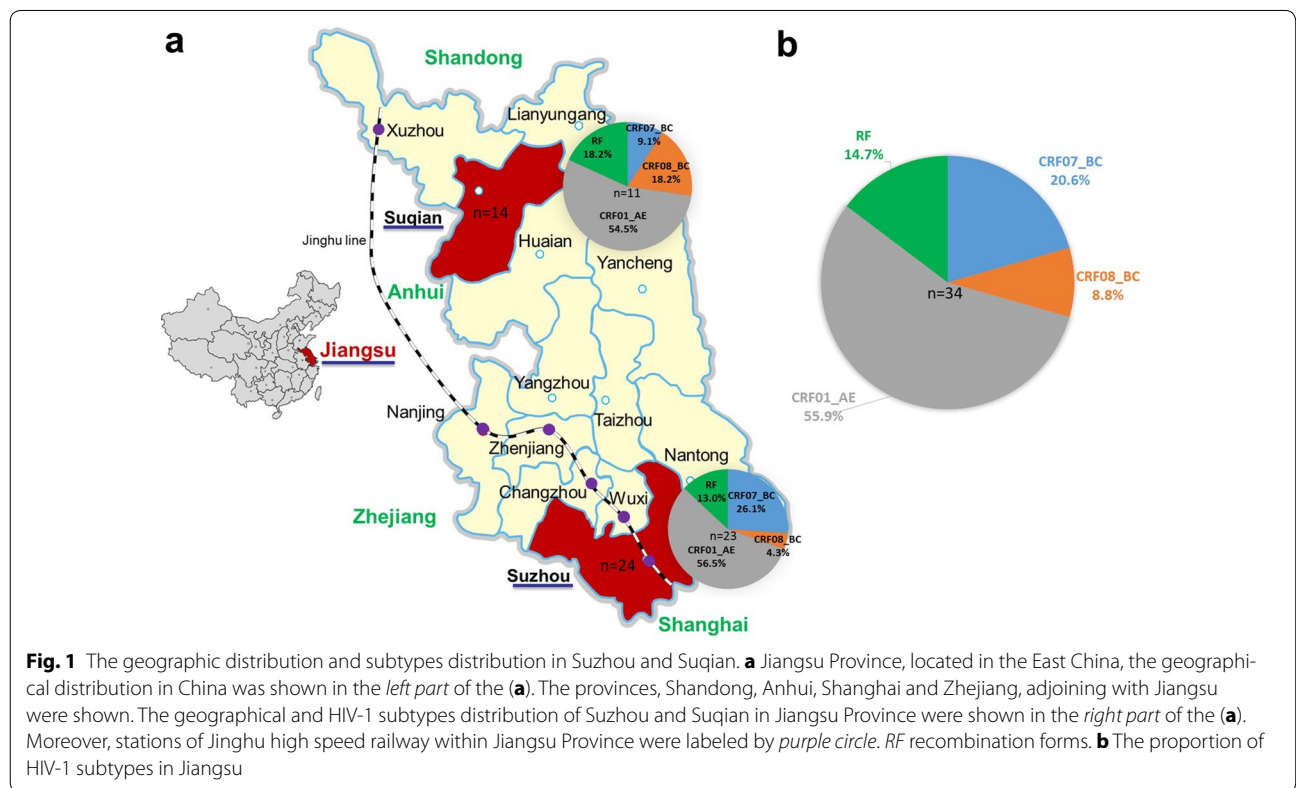 a
b
Shandong
Lianyungang
Xuzhou
CRF07_BC
9.1%
RF
18.2%
CRF08_BC
18.2%
n=11
CRF01_AE
54.5%
Suqian
n=14
Jinghu line
Huaian
Yancheng
Anhui
Jiangsu
Yangzhou
Nanjing
Taizhou
Zhenjiang
Nantong
Changzhou
Wuxi
RF
13.0%
CRF07_BC
26.1%
n=23
CRF08_BC
4.3%
CRF01_AE
56.5%
Zhejiang
n=24
Suzhou
Shanghai
RF
14.7%
CRF07_BC
20.6%
CRF08_BC
8.8%
n=34
CRF01_AE
55.9%
Fig. 1 The geographic distribution and subtypes distribution in Suzhou and Suqian. a Jiangsu Province, located in the East China, the geographi-
cal distribution in China was shown in the left part of the (a). The provinces, Shandong, Anhui, Shanghai and Zhejiang, adjoining with Jiangsu
were shown. The geographical and HIV-1 subtypes distribution of Suzhou and Suqian in Jiangsu Province were shown in the right part of the (a).
Moreover, stations of Jinghu high speed railway within Jiangsu Province were labeled by purple circle. RF recombination forms. b The proportion of
HIV-1 subtypes in Jiangsu